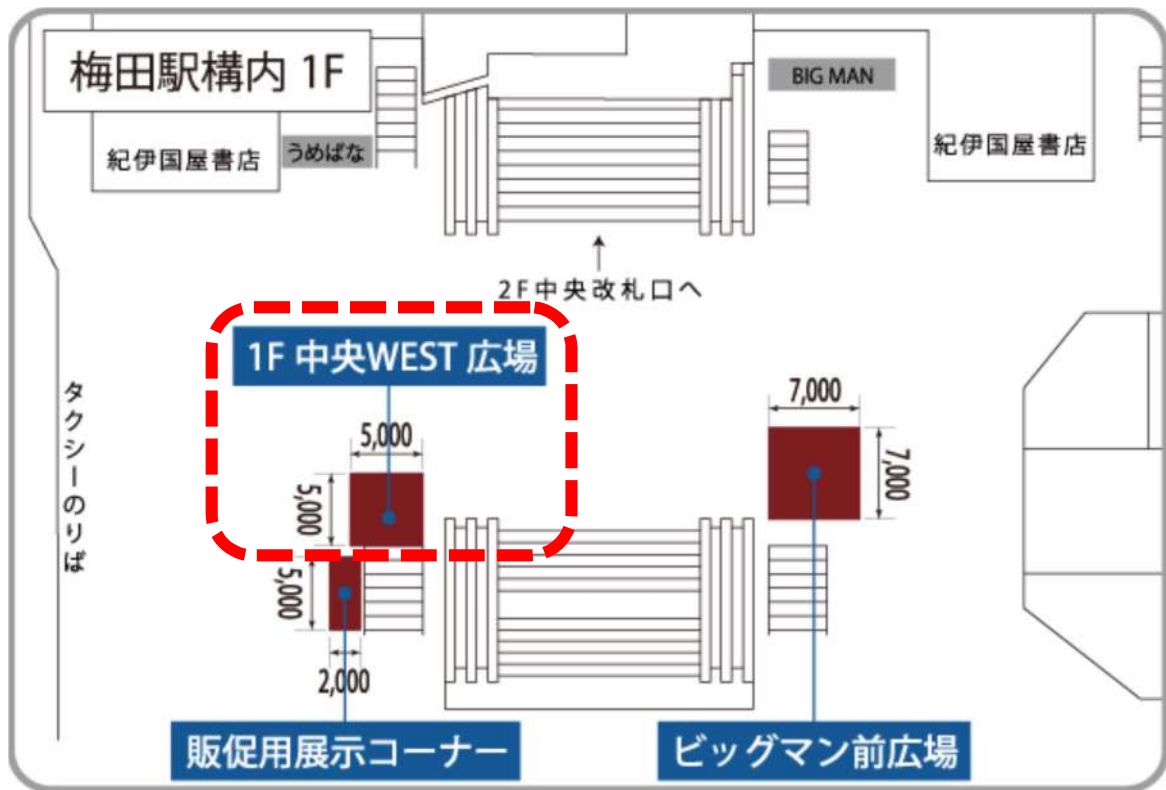 梅田駅構内 1F
BIG MAN
紀伊国屋書店
うめばな
紀伊国屋書店
2F中央改札口へ
1F 中央WEST 広場
タクシーのりば
5,000
5,000
7,000
7,000
5,000
2,000
販促用展示コーナー
ビッグマン前広場